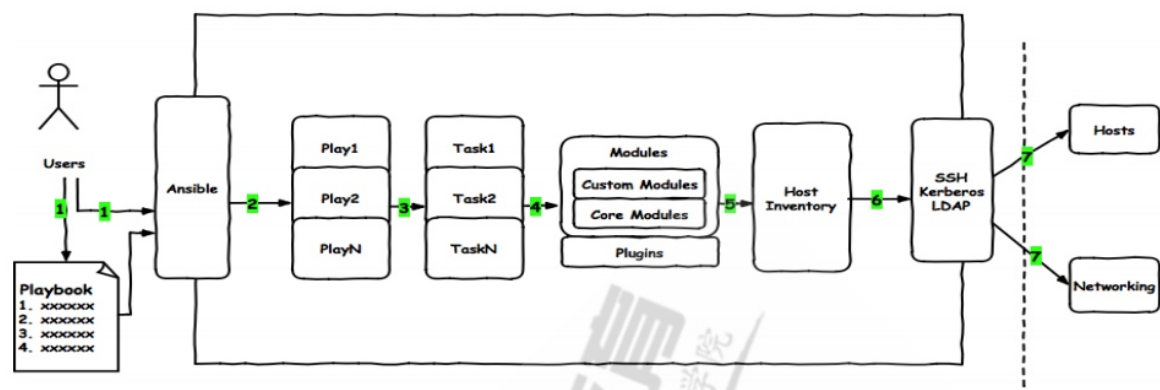 Users
1
1
Playbook
1. xxxxxx
2. xxxxxx
3. xxxxxx
4. xxxxxx
Ansible
2
Play1
Play2
PlayN
3
Task1
Task2
TaskN
4
Modules
Custom Modules
Core Modules
Plugins
5
Host
Inventory
6
SSH
Kerberos
LDAP
7
7
Hosts
Networking
学院